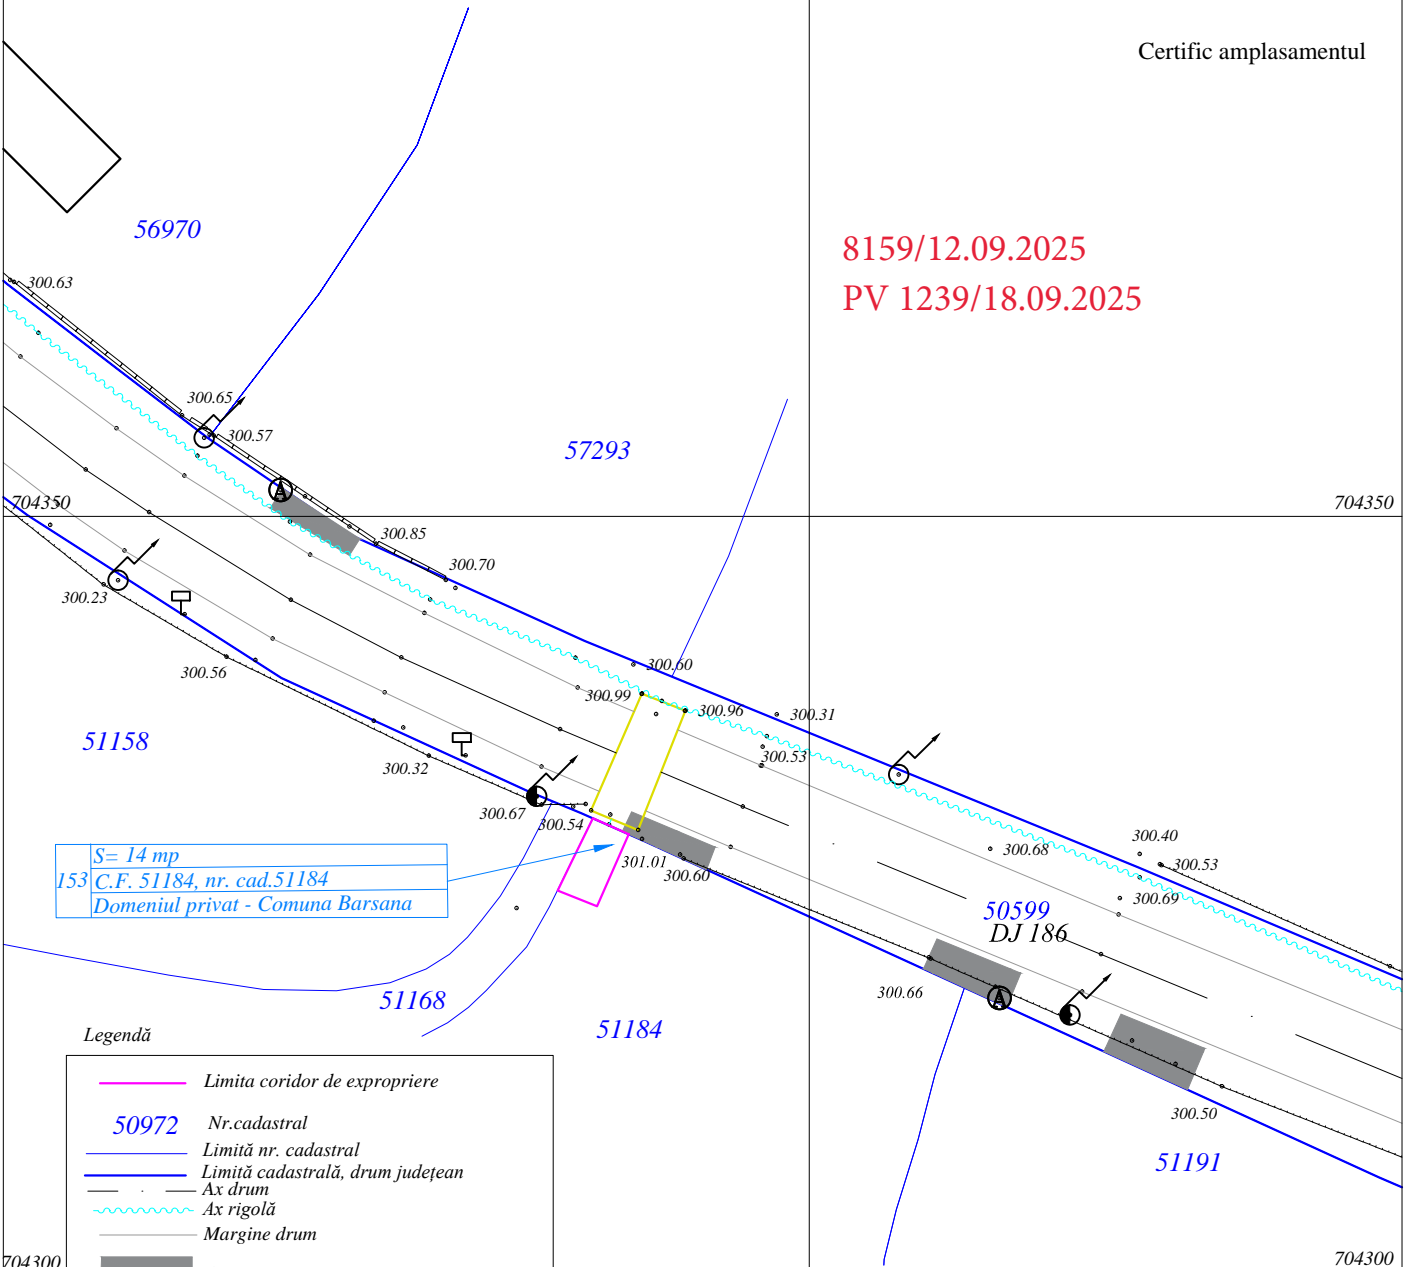 Certific amplasamentul
56970
8159/12.09.2025
PV 1239/18.09.2025
300.63
300.65
300.57
57293
A
704350
704350
300.85
300.70
300.23
300.56
300.60
300.99
300.96
300.31
51158
300.53
300.32
300.67
300.54
300.40
300.68
300.53
301.01
300.60
S= 14 mp
153
C.F. 51184, nr. cad.51184
Domeniul privat - Comuna Barsana
300.69
50599
DJ 186
300.66
A
51168
51184
Legendă
Limita coridor de expropriere
50972
Nr.cadastral
300.50
Limită nr. cadastral
51191
Limită cadastrală, drum județean
Ax drum
Ax rigolă
Margine drum
704300
704300